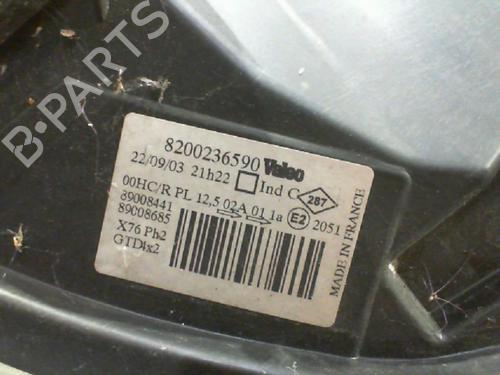 B-PARTS
8200236590 Valeo
22/09/03 21h22 Ind C 287
00HC/R PL 12,5 02A 01 1a E2 2051
89008441
89008685
X76 Ph2
GTDix2
MADE IN FRANCE